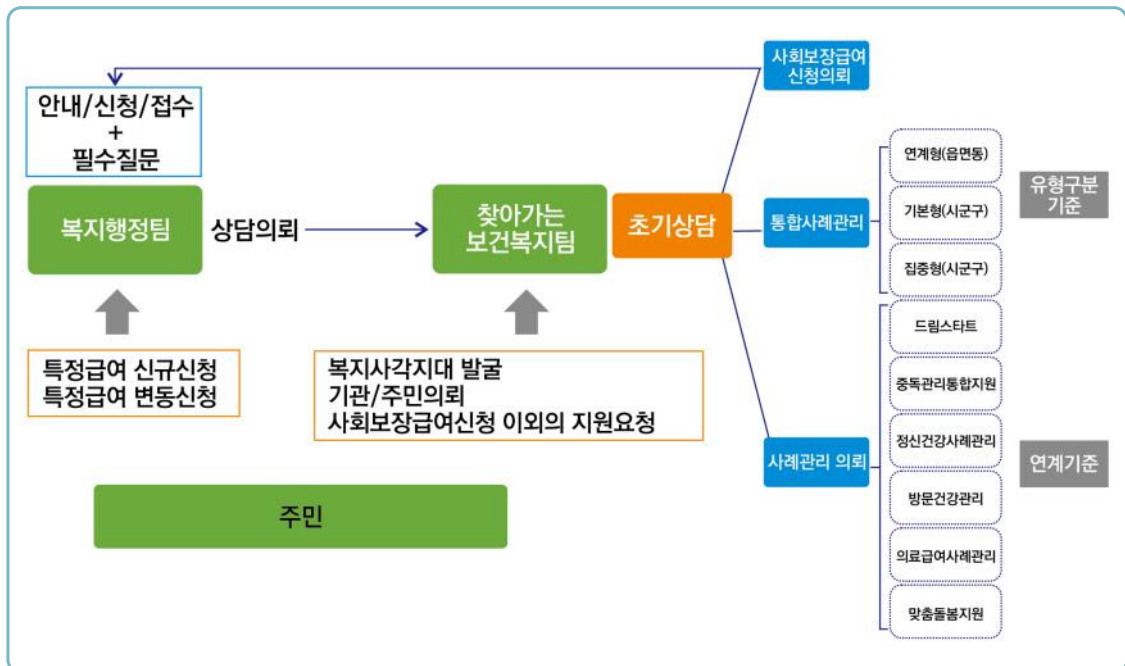 사회보장급여
신청의뢰
안내/신청/접수
+
필수질문
복지행정팀
상담의뢰
찾아가는
보건복지팀
초기상담
통합사례관리
연계형(읍면동)
기본형(시군구)
집중형(시군구)
유형구분
기준
특정급여 신규신청
특정급여 변동신청
복지사각지대 발굴
기관/주민의뢰
사회보장급여신청 이외의 지원요청
주민
사례관리 의뢰
드림스타트
중독관리통합지원
정신건강사례관리
방문건강관리
의료급여사례관리
맞춤돌봄지원
연계기준